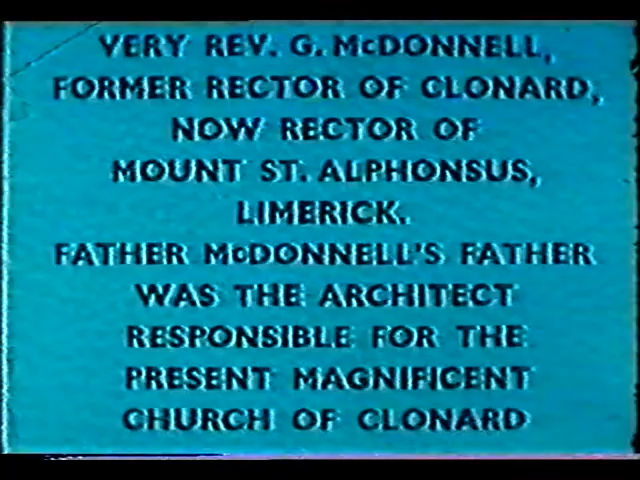 VERY REV. G. McDONNELL,
FORMER RECTOR OF CLONARD,
NOW RECTOR OF
MOUNT ST. ALPHONSUS,
LIMERICK.
FATHER McDONNELL'S FATHER
WAS THE ARCHITECT
RESPONSIBLE FOR THE
PRESENT MAGNIFICENT
CHURCH OF CLONARD